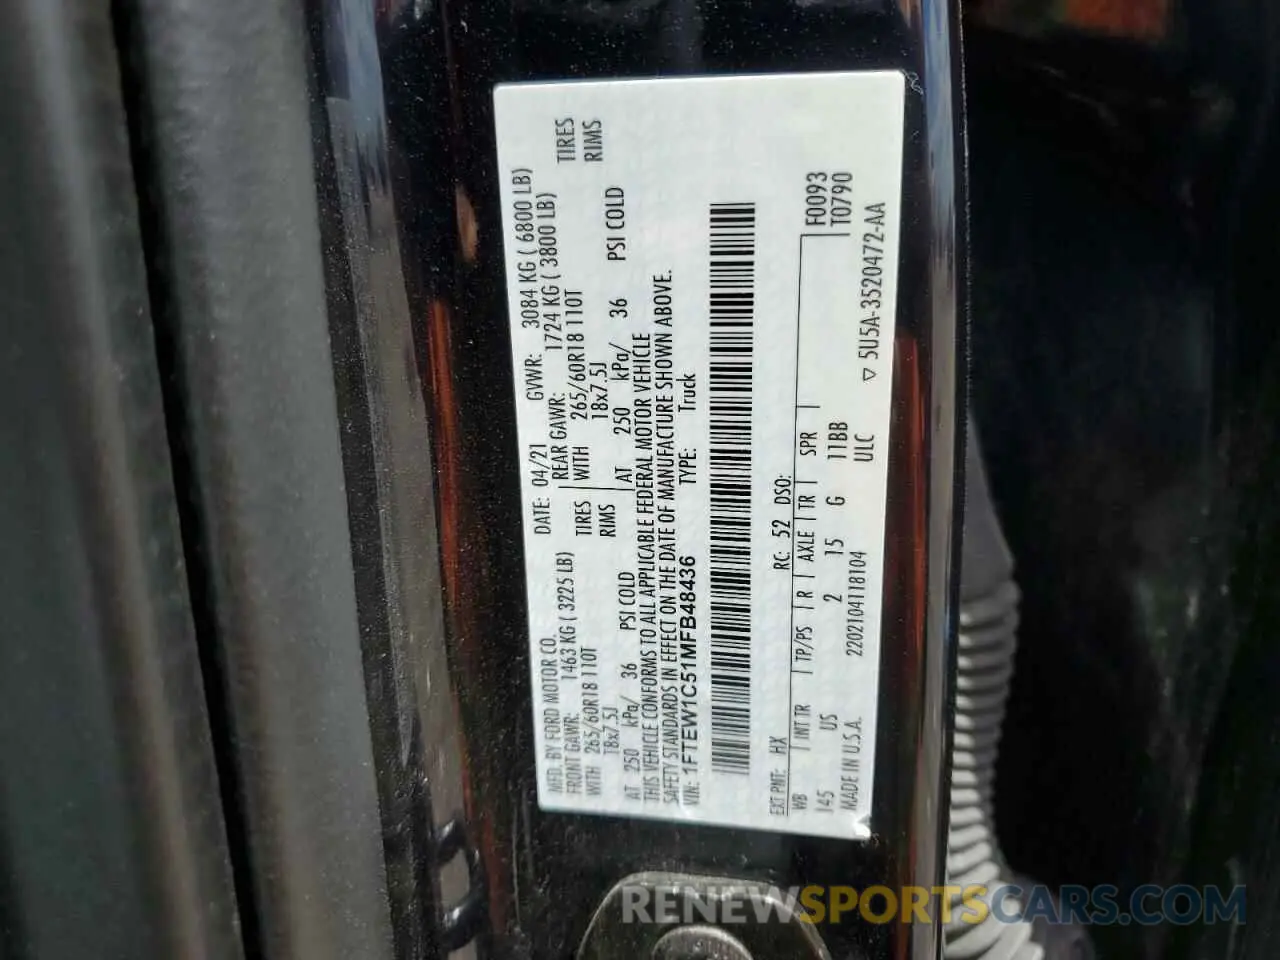 MFD. BY FORD MOTOR CO.
DATE: 04/21 GVWR: 3084 KG ( 6800 LB)
FRONT GAWR: 1463 KG ( 3225 LB) REAR GAWR: 1724 KG ( 3800 LB)
WITH 265/60R18 110T TIRES WITH 265/60R18 110T TIRES
18x7.5J RIMS 18x7.5J RIMS
AT 250 kPa/ 36 PSI COLD AT 250 kPa/ 36 PSI COLD
THIS VEHICLE CONFORMS TO ALL APPLICABLE FEDERAL MOTOR VEHICLE
SAFETY STANDARDS IN EFFECT ON THE DATE OF MANUFACTURE SHOWN ABOVE.
VIN: 1FTEW1C51MFB48436 TYPE: Truck
EXT PNT: HX RC: 52 DSO:
WB INT TR TP/PS R AXLE TR SPR F0093
145 US 2 15 G 11BB T0790
MADE IN U.S.A. 2202104118104 ULC
▽ 5U5A-3520472-AA
RENEWSPORTSCARS.COM